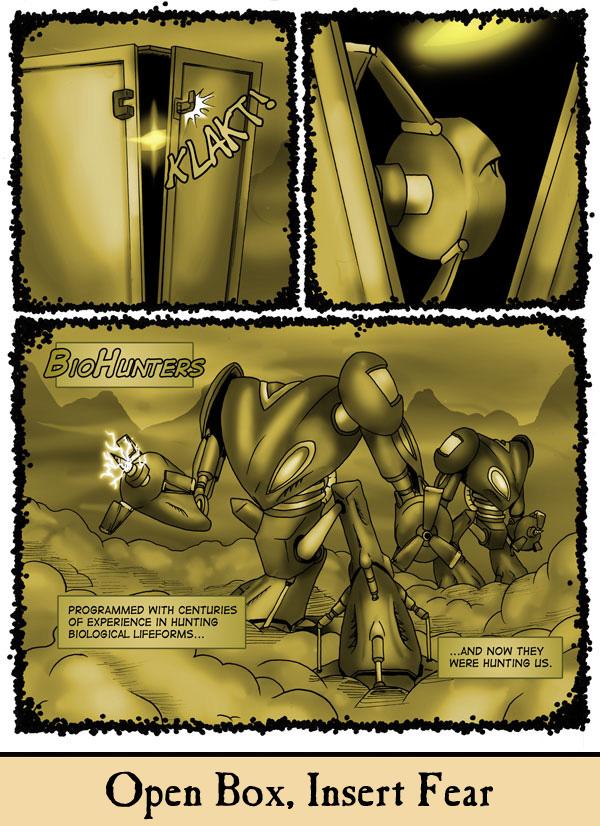 KLAKT!
BIOHUNTERS
PROGRAMMED WITH CENTURIES
OF EXPERIENCE IN HUNTING
BIOLOGICAL LIFEFORMS...
...AND NOW THEY
WERE HUNTING US.
Open Box, Insert Fear